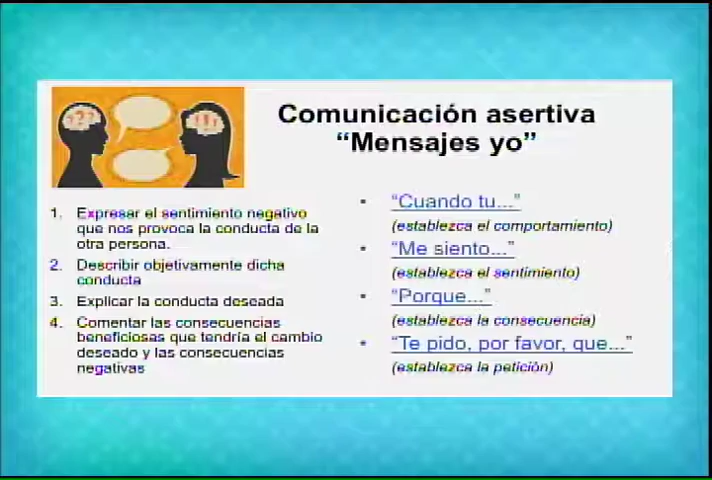 ???
!!!
Comunicación asertiva
“Mensajes yo”
1. Expresar el sentimiento negativo
que nos provoca la conducta de la
otra persona.
2. Describir objetivamente dicha
conducta
3. Explicar la conducta deseada
4. Comentar las consecuencias
beneficiosas que tendría el cambio
deseado y las consecuencias
negativas
• “Cuando tu...”
(establezca el comportamiento)
• “Me siento...”
(establezca el sentimiento)
• “Porque...”
(establezca la consecuencia)
• “Te pido, por favor, que...”
(establezca la petición)